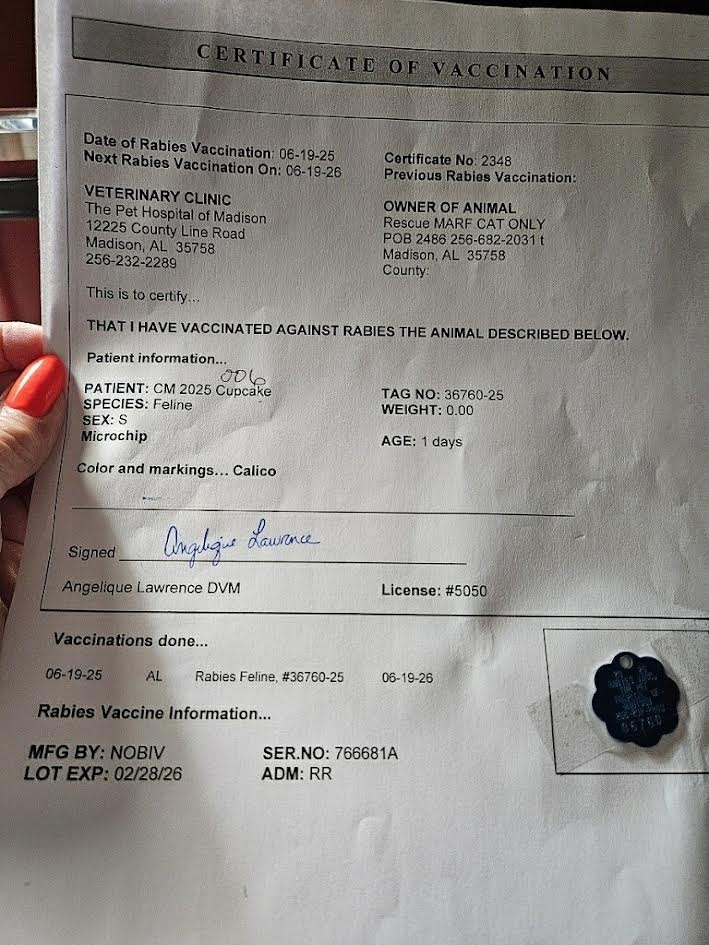 CERTIFICATE OF VACCINATION
Date of Rabies Vaccination: 06-19-25
Next Rabies Vaccination On: 06-19-26
Certificate No: 2348
Previous Rabies Vaccination:
VETERINARY CLINIC
The Pet Hospital of Madison
12225 County Line Road
Madison, AL 35758
256-232-2289
OWNER OF ANIMAL
Rescue MARF CAT ONLY
POB 2486 256-682-2031 t
Madison, AL 35758
County:
This is to certify...
THAT I HAVE VACCINATED AGAINST RABIES THE ANIMAL DESCRIBED BELOW.
Patient information...
006
PATIENT: CM 2025 Cupcake
SPECIES: Feline
SEX: S
Microchip
TAG NO: 36760-25
WEIGHT: 0.00
AGE: 1 days
Color and markings... Calico
Signed Angelique Lawrence
Angelique Lawrence DVM
License: #5050
Vaccinations done...
06-19-25 AL Rabies Feline, #36760-25 06-19-26
Rabies Vaccine Information...
MFG BY: NOBIV
SER.NO: 766681A
LOT EXP: 02/28/26
ADM: RR